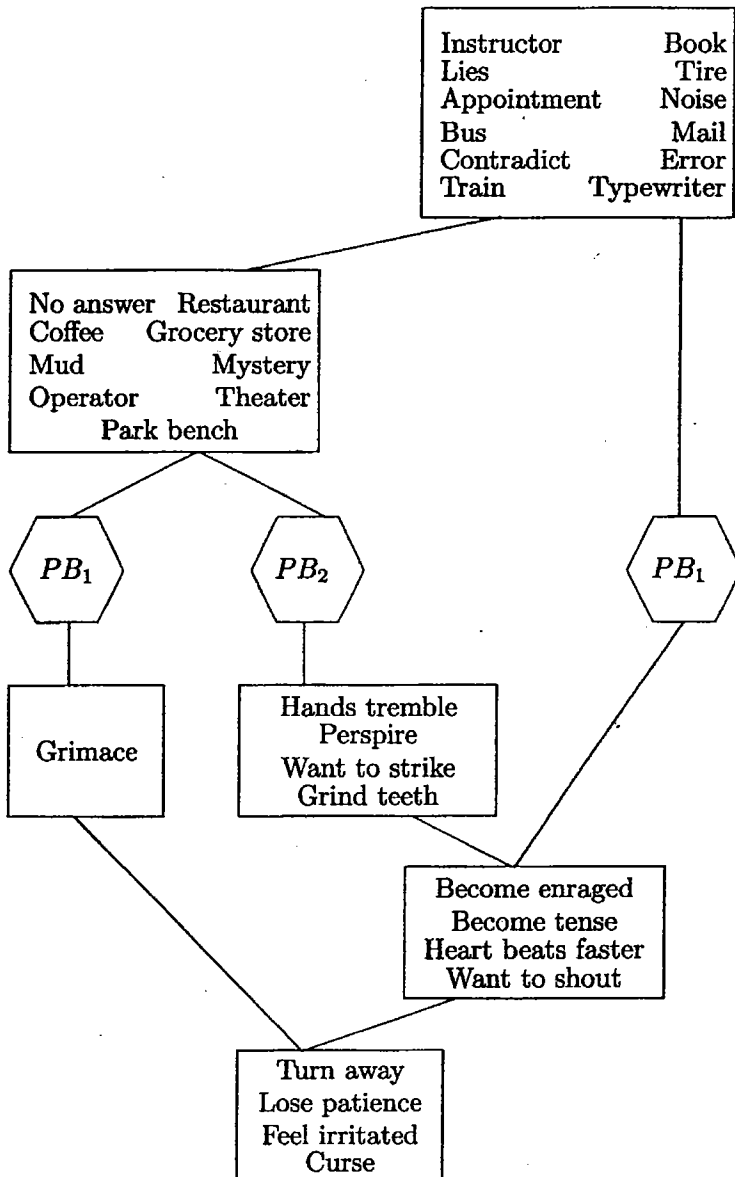 Instructor Book
Lies Tire
Appointment Noise
Bus Mail
Contradict Error
Train Typewriter
No answer Restaurant
Coffee Grocery store
Mud Mystery
Operator Theater
Park bench
PB₁ PB₂ PB₁
Grimace
Hands tremble
Perspire
Want to strike
Grind teeth
Become enraged
Become tense
Heart beats faster
Want to shout
Turn away
Lose patience
Feel irritated
Curse